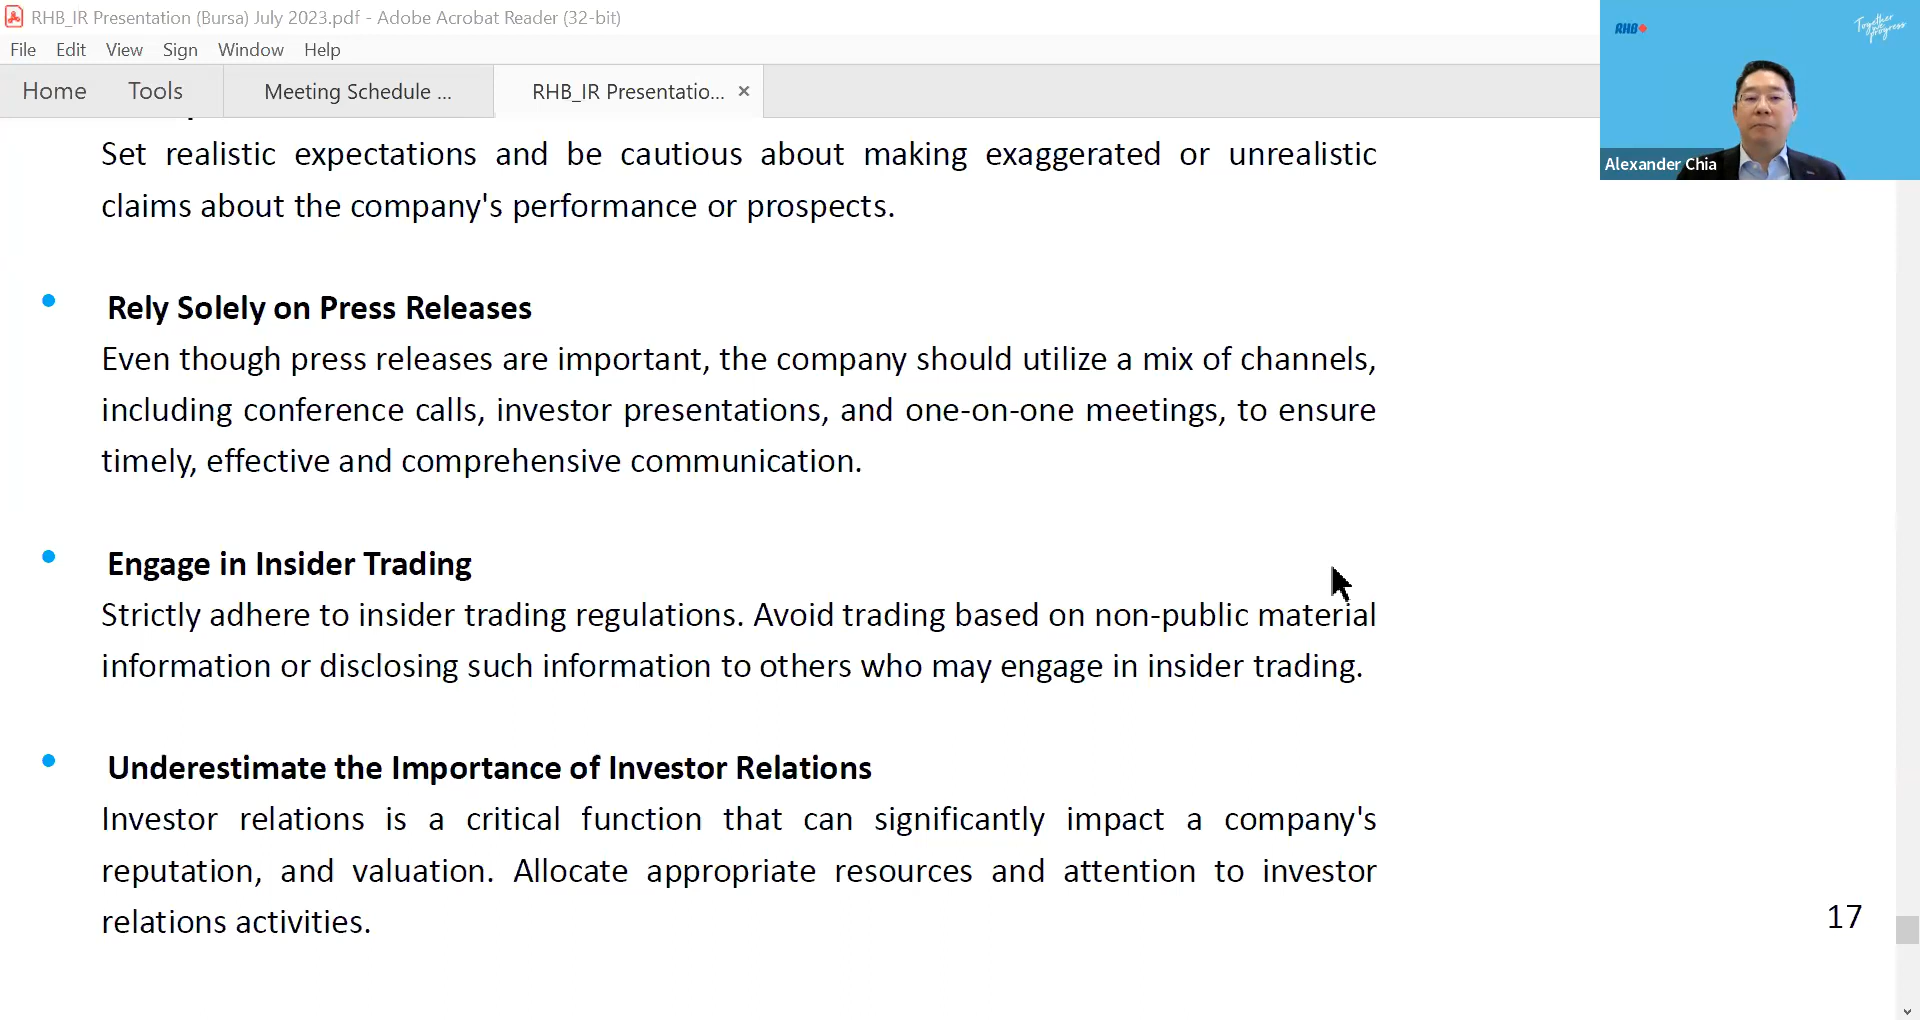 RHB_IR Presentation (Bursa) July 2023.pdf - Adobe Acrobat Reader (32-bit)
File Edit View Sign Window Help
Home Tools Meeting Schedule ... RHB_IR Presentatio... ×
RHB
Together we progress
Alexander Chia
Set realistic expectations and be cautious about making exaggerated or unrealistic
claims about the company's performance or prospects.
• Rely Solely on Press Releases
Even though press releases are important, the company should utilize a mix of channels,
including conference calls, investor presentations, and one-on-one meetings, to ensure
timely, effective and comprehensive communication.
• Engage in Insider Trading
Strictly adhere to insider trading regulations. Avoid trading based on non-public material
information or disclosing such information to others who may engage in insider trading.
• Underestimate the Importance of Investor Relations
Investor relations is a critical function that can significantly impact a company's
reputation, and valuation. Allocate appropriate resources and attention to investor
relations activities.
17